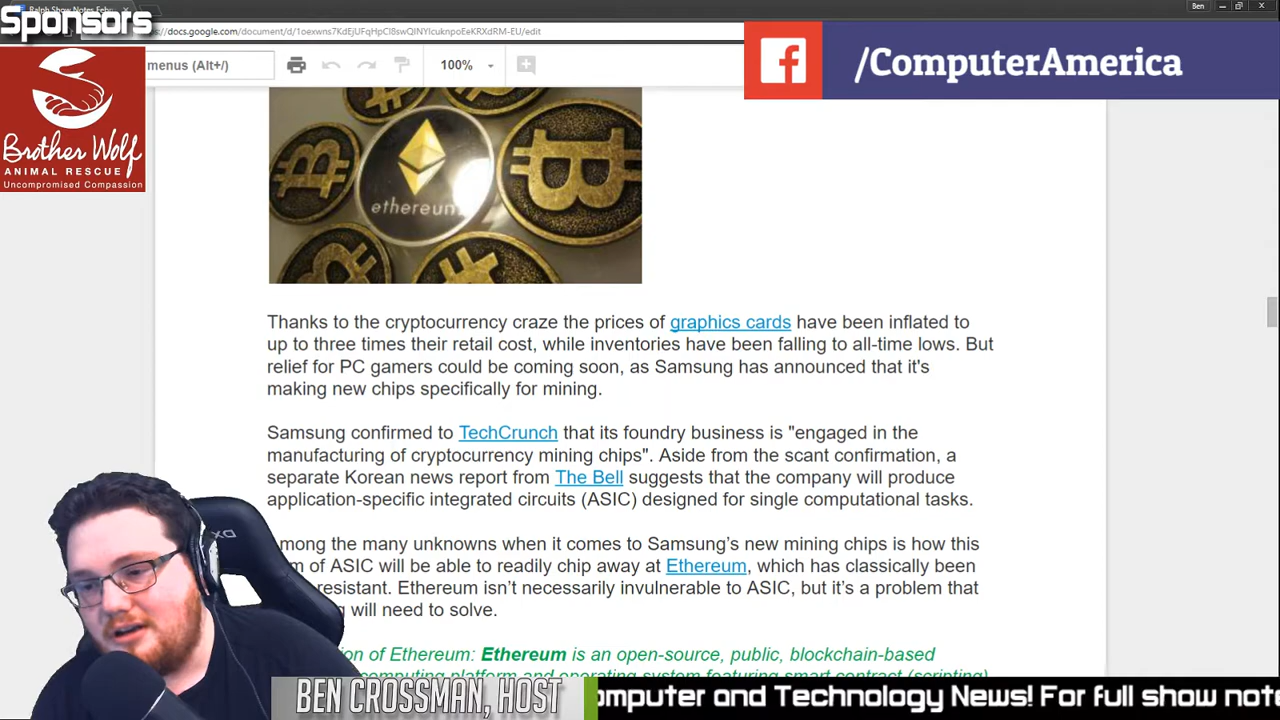 Sponsors
Ralph Show Notes
Ben
docs.google.com/document/d/
/edit
menus (Alt+/)
100%
/ComputerAmerica
Brother Wolf
ANIMAL RESCUE
Uncompromised Compassion
ethereum
Thanks to the cryptocurrency craze the prices of graphics cards have been inflated to
up to three times their retail cost, while inventories have been falling to all-time lows. But
relief for PC gamers could be coming soon, as Samsung has announced that it's
making new chips specifically for mining.
Samsung confirmed to TechCrunch that its foundry business is "engaged in the
manufacturing of cryptocurrency mining chips". Aside from the scant confirmation, a
separate Korean news report from The Bell suggests that the company will produce
application-specific integrated circuits (ASIC) designed for single computational tasks.
mong the many unknowns when it comes to Samsung’s new mining chips is how this
of ASIC will be able to readily chip away at Ethereum, which has classically been
resistant. Ethereum isn’t necessarily invulnerable to ASIC, but it’s a problem that
will need to solve.
ion of Ethereum: Ethereum is an open-source, public, blockchain-based
computing platform and operating system featuring smart contract (scripting)
BEN CROSSMAN, HOST
omputer and Technology News! For full show note